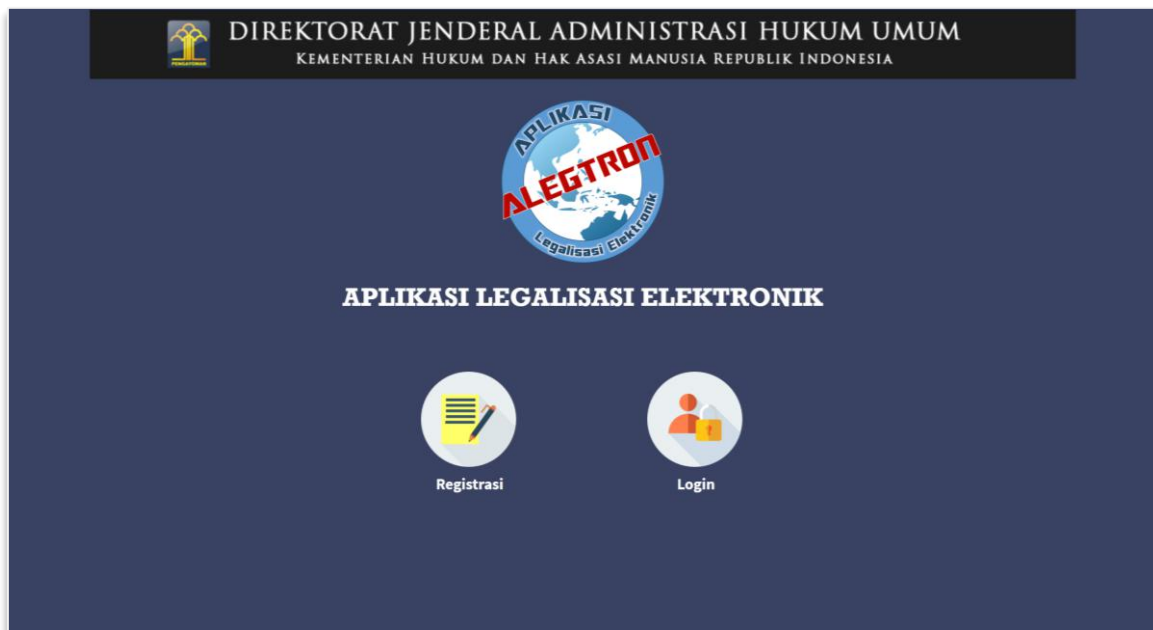 DIREKTORAT JENDERAL ADMINISTRASI HUKUM UMUM
KEMENTERIAN HUKUM DAN HAK ASASI MANUSIA REPUBLIK INDONESIA
PENGAYOMAN
APLIKASI
ALEGTRON
Legalisasi Elektronik
APLIKASI LEGALISASI ELEKTRONIK
Registrasi
Login